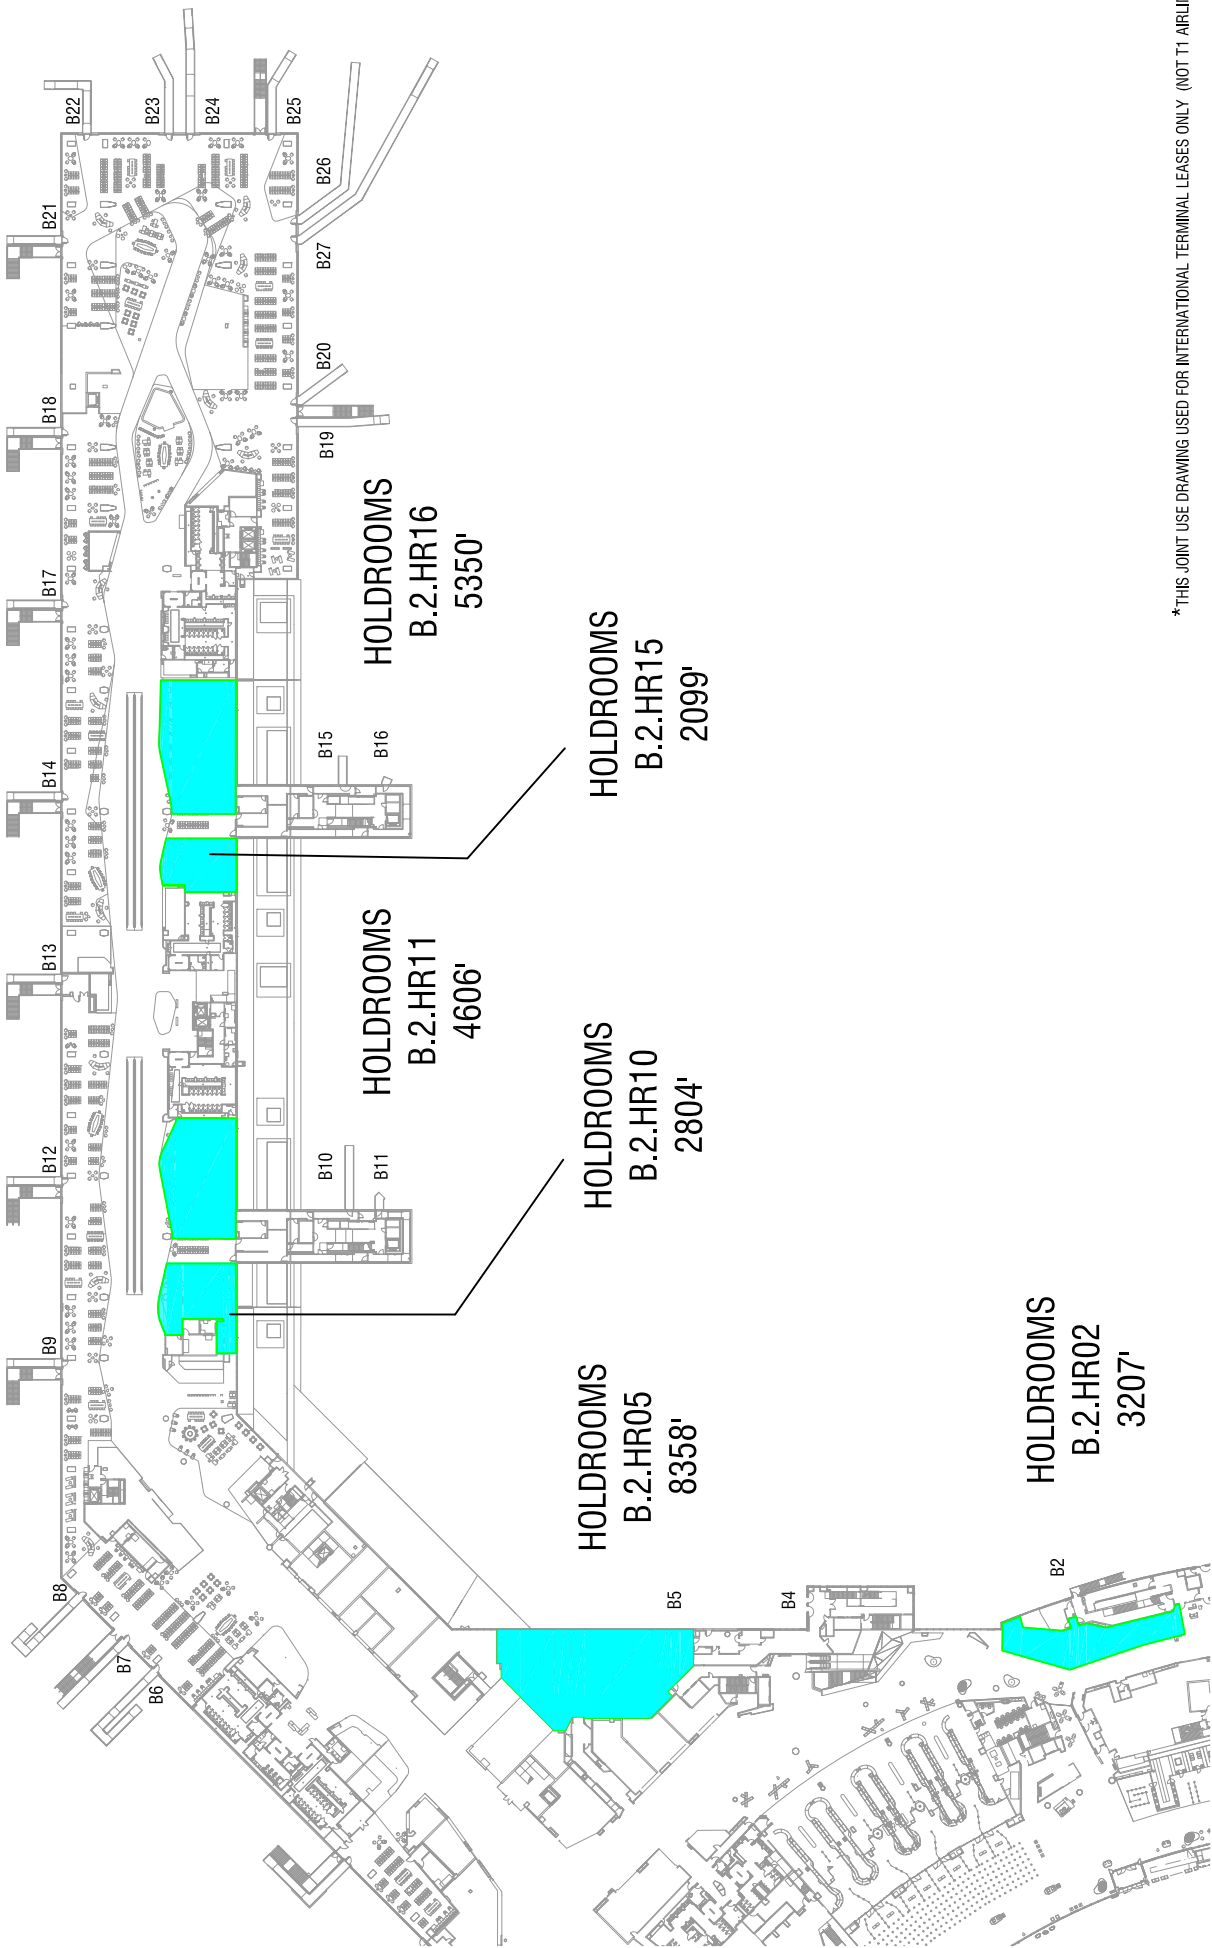 B22
B23
B24
B25
B21
B26
B27
B18
B20
B19
B17
B14
B15
B16
B13
B12
B10
B11
B9
B8
B7
B6
B5
B4
B2
HOLDROOMS
B.2.HR16
5350'
HOLDROOMS
B.2.HR15
2099'
HOLDROOMS
B.2.HR11
4606'
HOLDROOMS
B.2.HR10
2804'
HOLDROOMS
B.2.HR05
8358'
HOLDROOMS
B.2.HR02
3207'
*THIS JOINT USE DRAWING USED FOR INTERNATIONAL TERMINAL LEASES ONLY (NOT T1